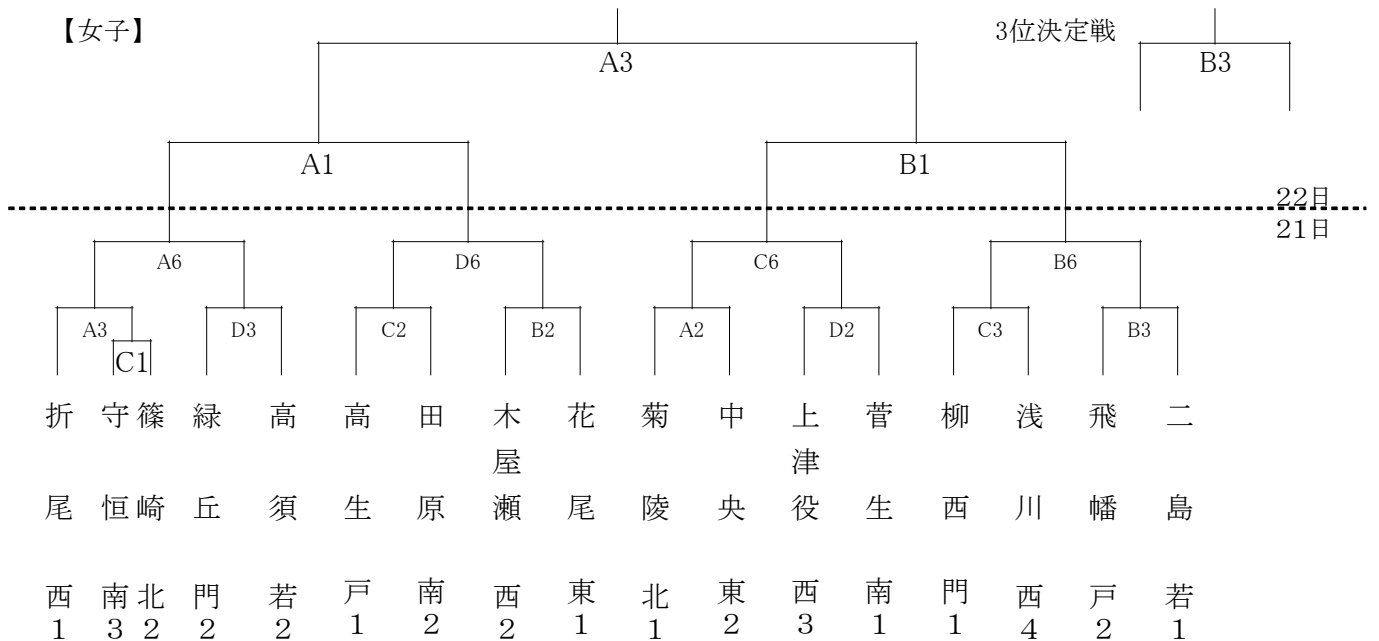 【女子】 3位決定戦
A3 B3
A1 B1
22日
21日
A6 D6 C6 B6
A3 D3 C2 B2 A2 D2 C3 B3
C1
折尾 守恒 篠崎 緑丘 高須 高生 田原 木屋瀬 花尾 菊陵 中央 上津役 菅生 柳西 浅川 飛幡 二島
西1 南3 北2 門2 若2 戸1 南2 西2 東1 北1 東2 西3 南1 門1 西4 戸2 若1